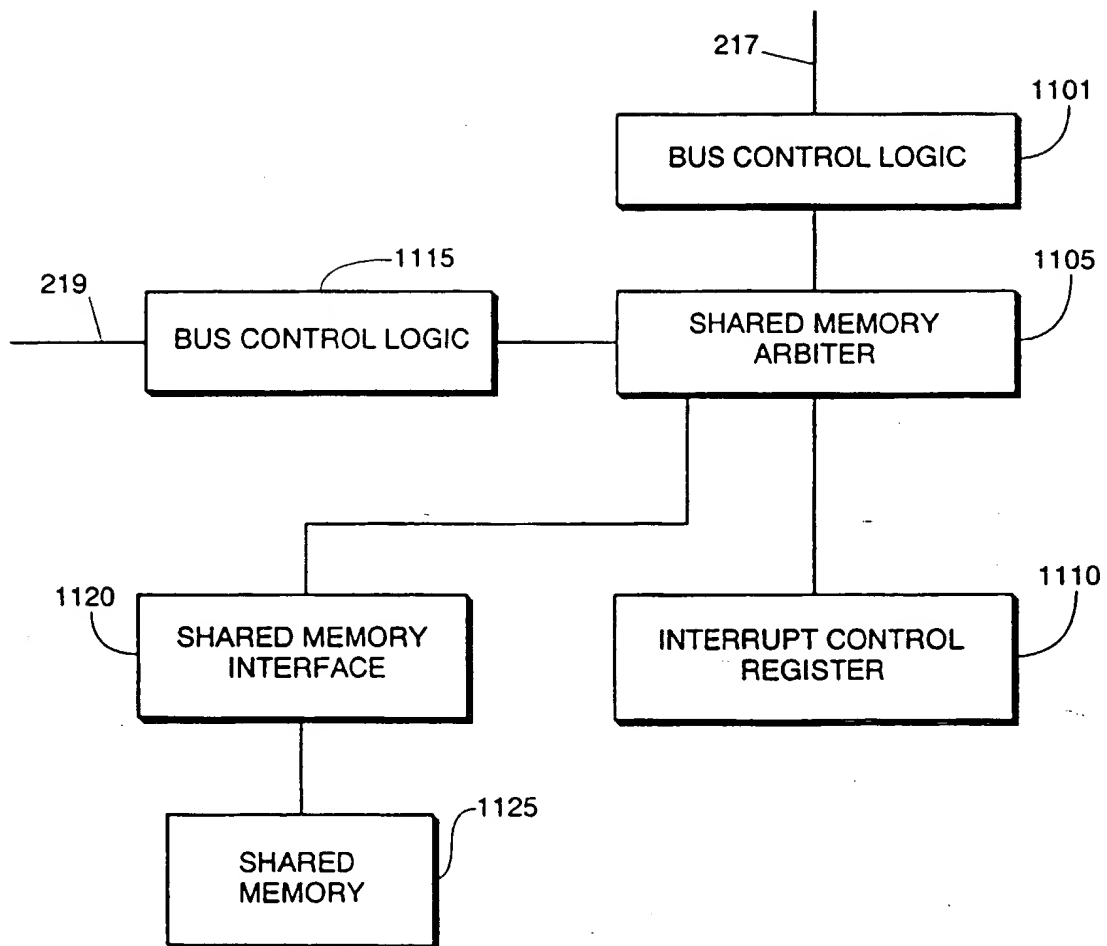 217
1101
BUS CONTROL LOGIC
1115
1105
219
BUS CONTROL LOGIC
SHARED MEMORY
ARBITER
1120
1110
SHARED MEMORY
INTERFACE
INTERRUPT CONTROL
REGISTER
1125
SHARED
MEMORY